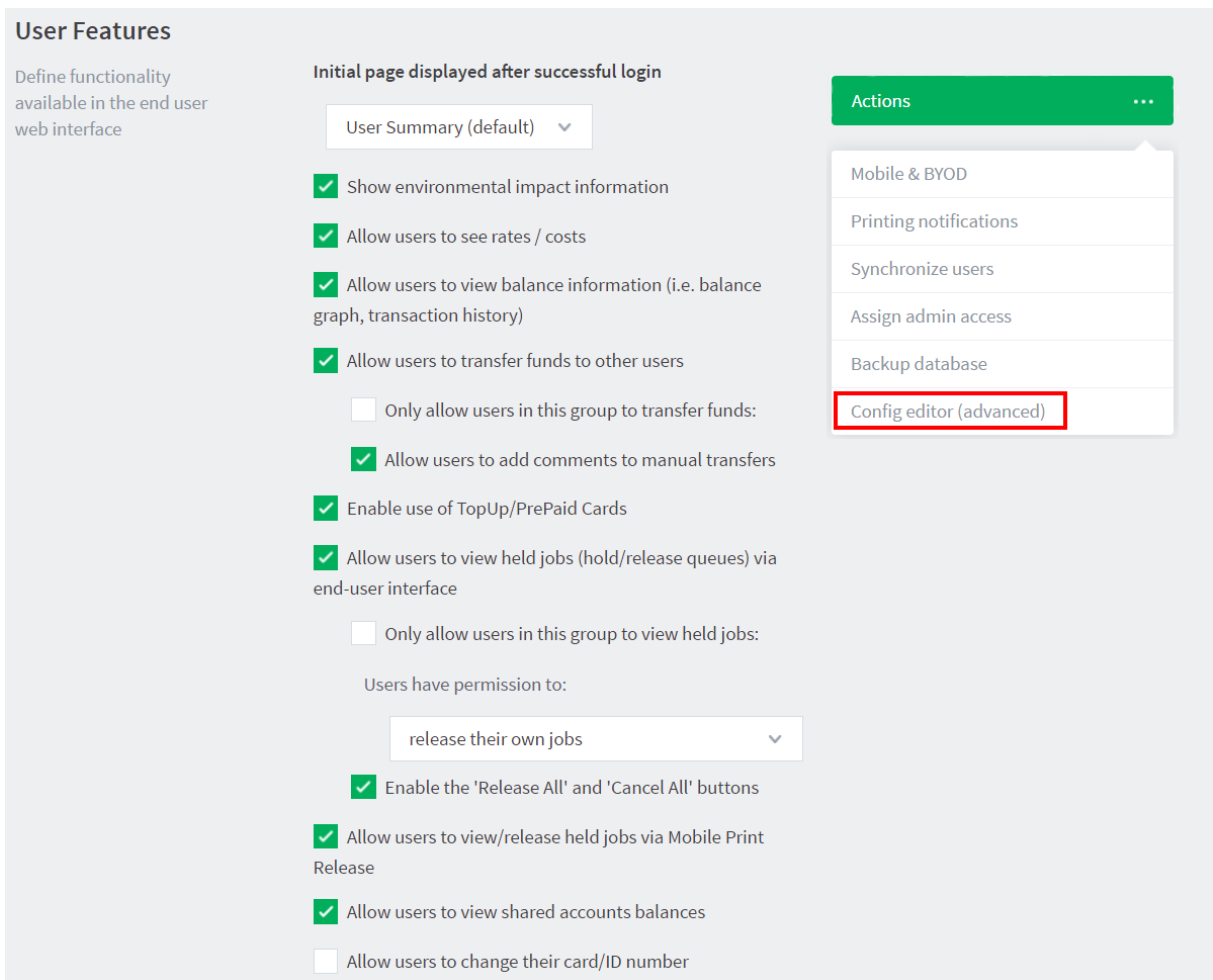 User Features
Define functionality
available in the end user
web interface
Initial page displayed after successful login
User Summary (default)
Show environmental impact information
Allow users to see rates / costs
Allow users to view balance information (i.e. balance
graph, transaction history)
Allow users to transfer funds to other users
Only allow users in this group to transfer funds:
Allow users to add comments to manual transfers
Enable use of TopUp/PrePaid Cards
Allow users to view held jobs (hold/release queues) via
end-user interface
Only allow users in this group to view held jobs:
Users have permission to:
release their own jobs
Enable the 'Release All' and 'Cancel All' buttons
Allow users to view/release held jobs via Mobile Print
Release
Allow users to view shared accounts balances
Allow users to change their card/ID number
Actions
Mobile & BYOD
Printing notifications
Synchronize users
Assign admin access
Backup database
Config editor (advanced)